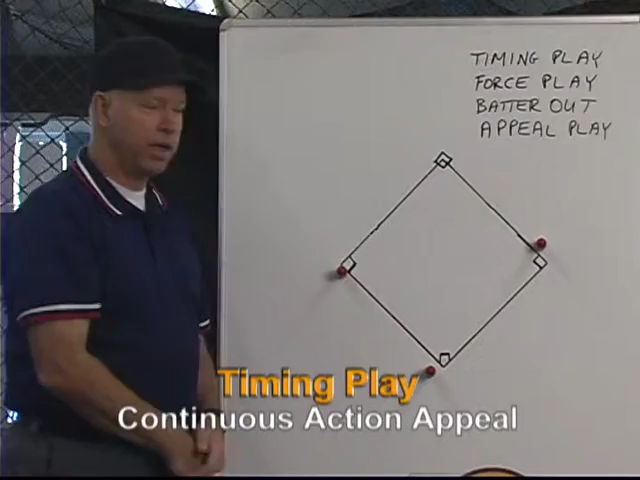 TIMING PLAY
FORCE PLAY
BATTER OUT
APPEAL PLAY
Timing Play
Continuous Action Appeal